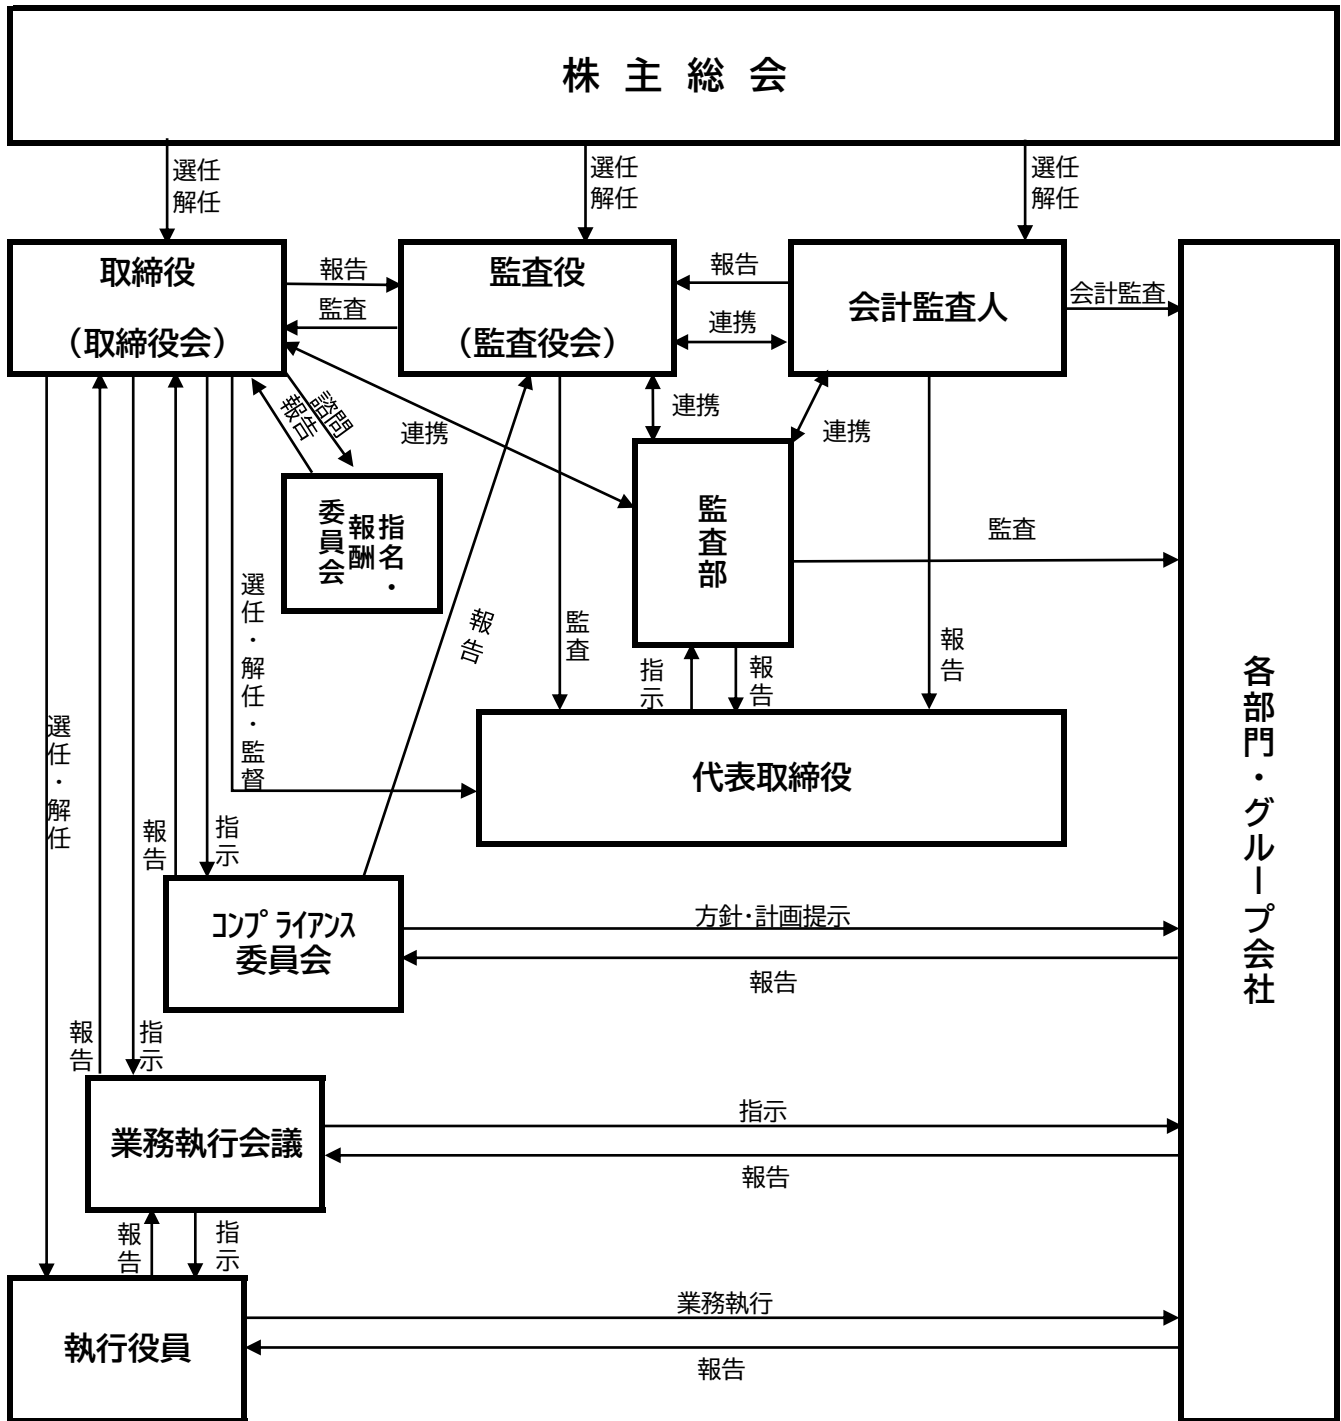 株主総会
選任
解任
選任
解任
選任
解任
取締役
（取締役会）
報告
監査
監査役
（監査役会）
報告
連携
会計監査人
会計監査
諮問
報告
連携
連携
連携
指名・
報酬
委員会
監査部
監査
選任・解任・監督
報告
監査
指示
報告
報告
各部門・グループ会社
選任・解任
代表取締役
報告
指示
ｺﾝﾌﾟﾗｲｱﾝｽ
委員会
方針・計画提示
報告
報告
指示
業務執行会議
指示
報告
報告
指示
執行役員
業務執行
報告